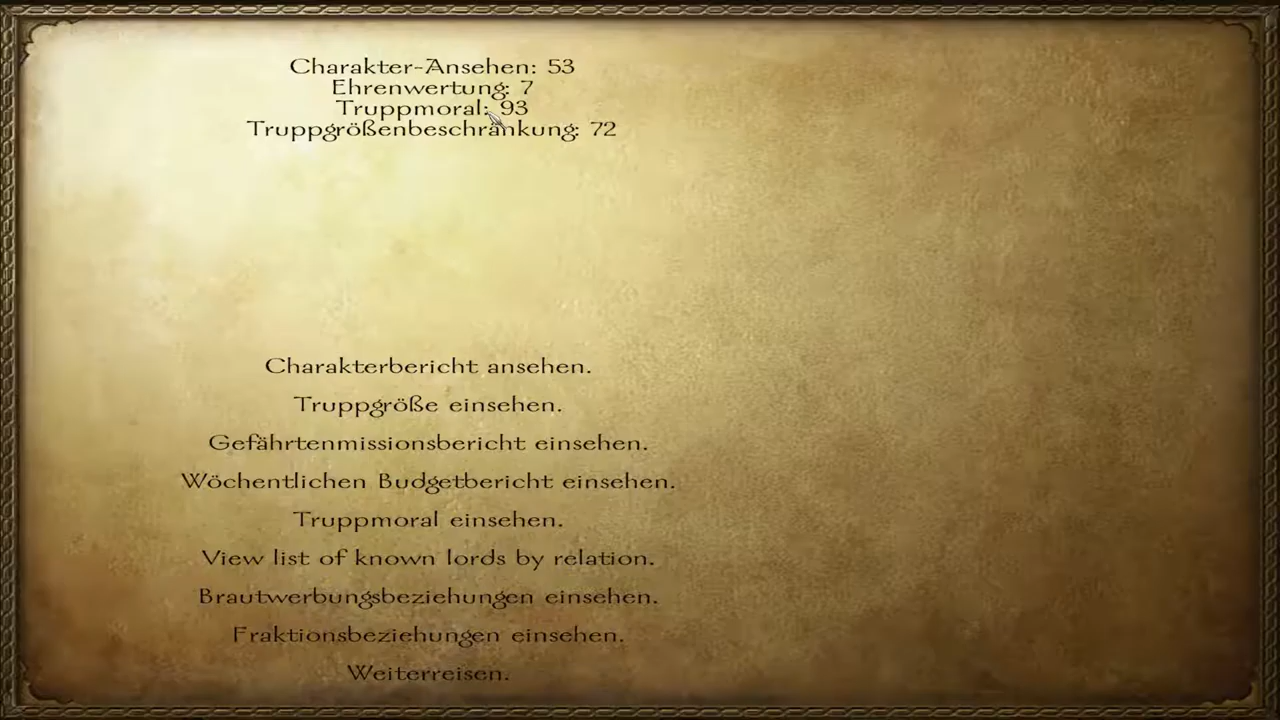 Charakter-Ansehen: 53
Ehrenwertung: 7
Truppmoral: 93
Truppgrößenbeschränkung: 72
Charakterbericht ansehen.
Truppgröße einsehen.
Gefährtenmissionsbericht einsehen.
Wöchentlichen Budgetbericht einsehen.
Truppmoral einsehen.
View list of known lords by relation.
Brautwerbungsbeziehungen einsehen.
Fraktionsbeziehungen einsehen.
Weiterreisen.